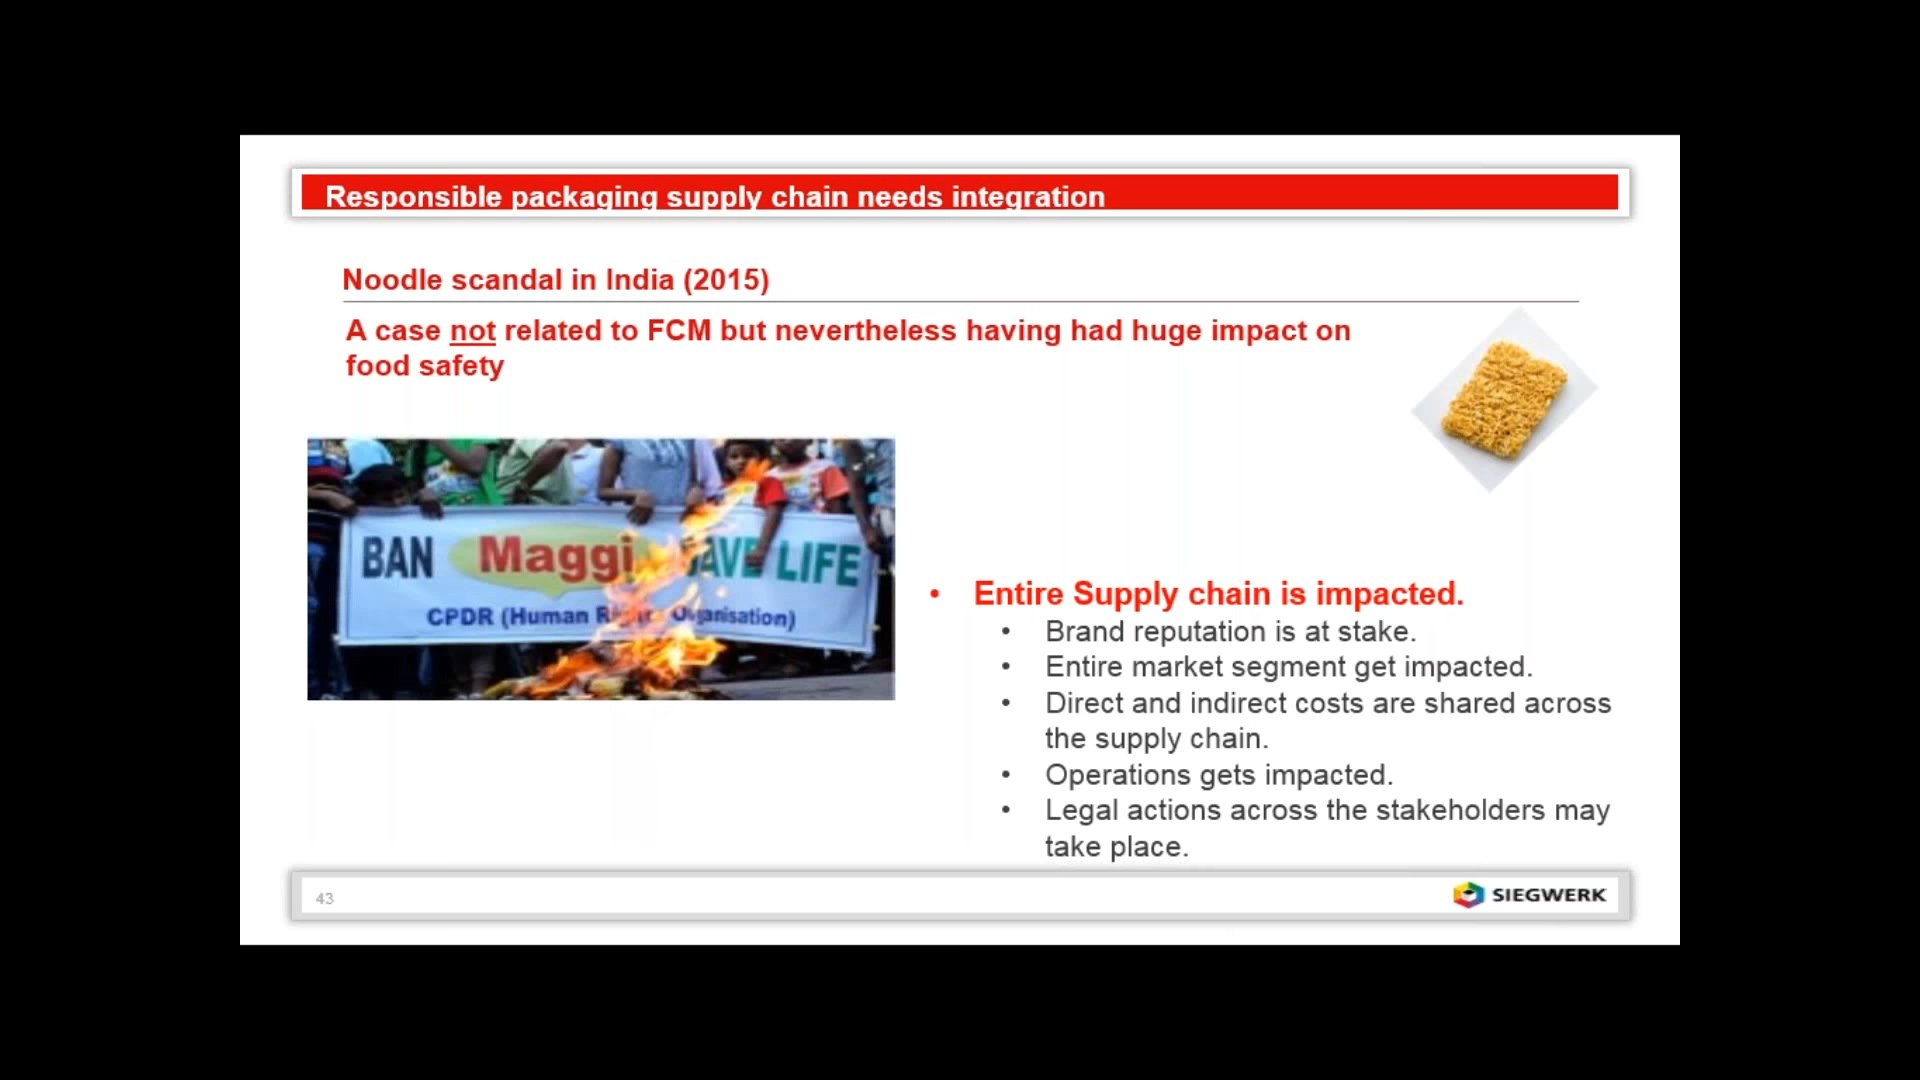 Responsible packaging supply chain needs integration
Noodle scandal in India (2015)
A case not related to FCM but nevertheless having had huge impact on
food safety
BAN Maggi SAVE LIFE
CPDR (Human Rights Organisation)
• Entire Supply chain is impacted.
• Brand reputation is at stake.
• Entire market segment get impacted.
• Direct and indirect costs are shared across
the supply chain.
• Operations gets impacted.
• Legal actions across the stakeholders may
take place.
43
SIEGWERK